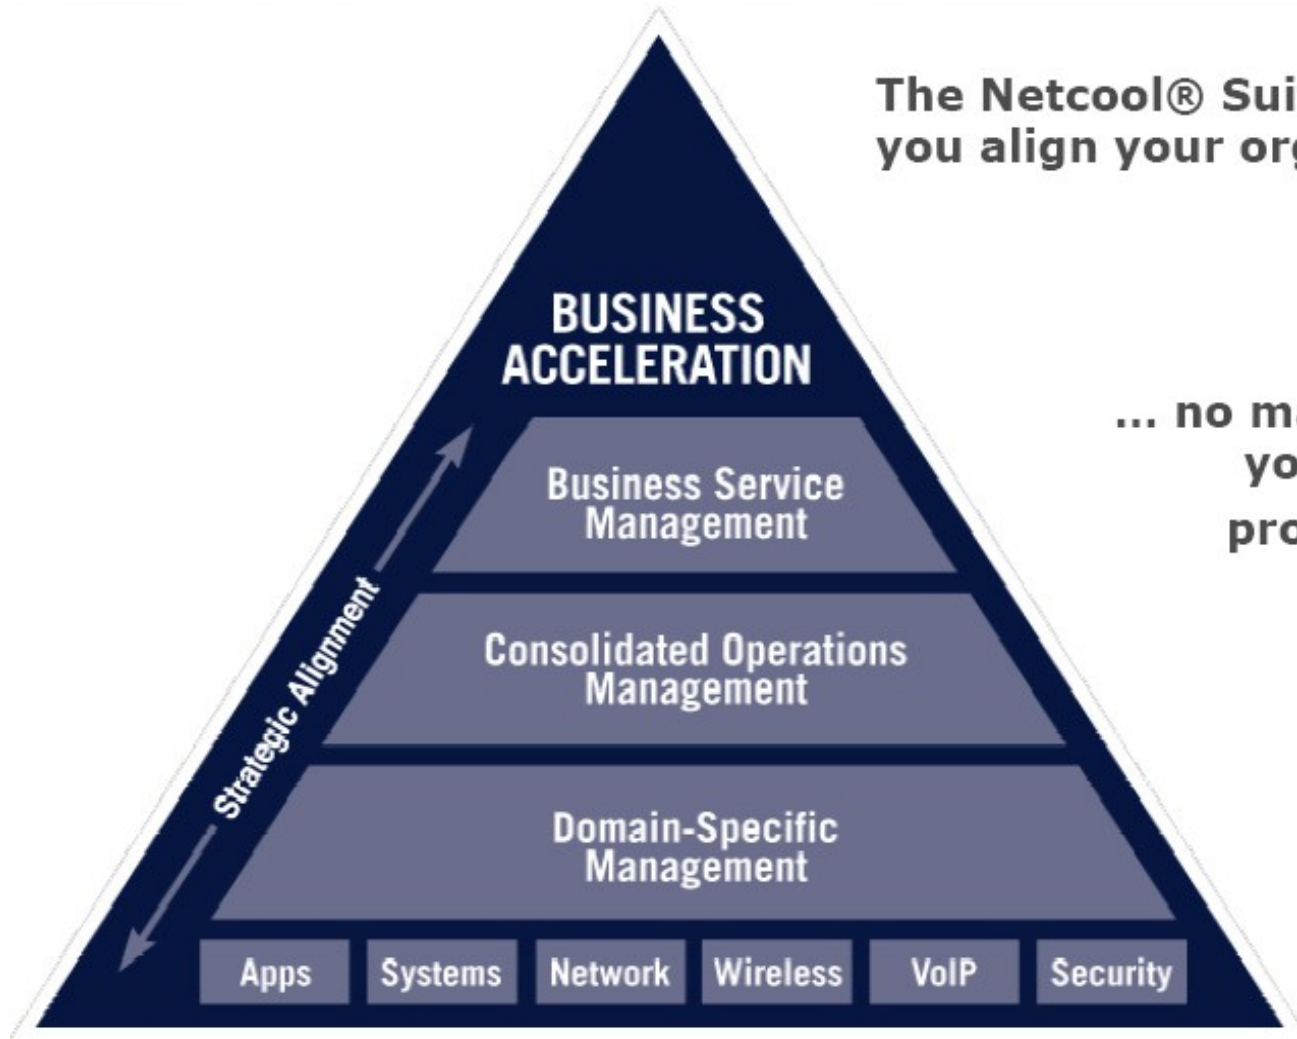 The Netcool® Sui
you align your org
BUSINESS
ACCELERATION
... no ma
yo
pro
Business Service
Management
Consolidated Operations
Management
Strategic Alignment
Domain-Specific
Management
Apps
Systems
Network
Wireless
VoIP
Security